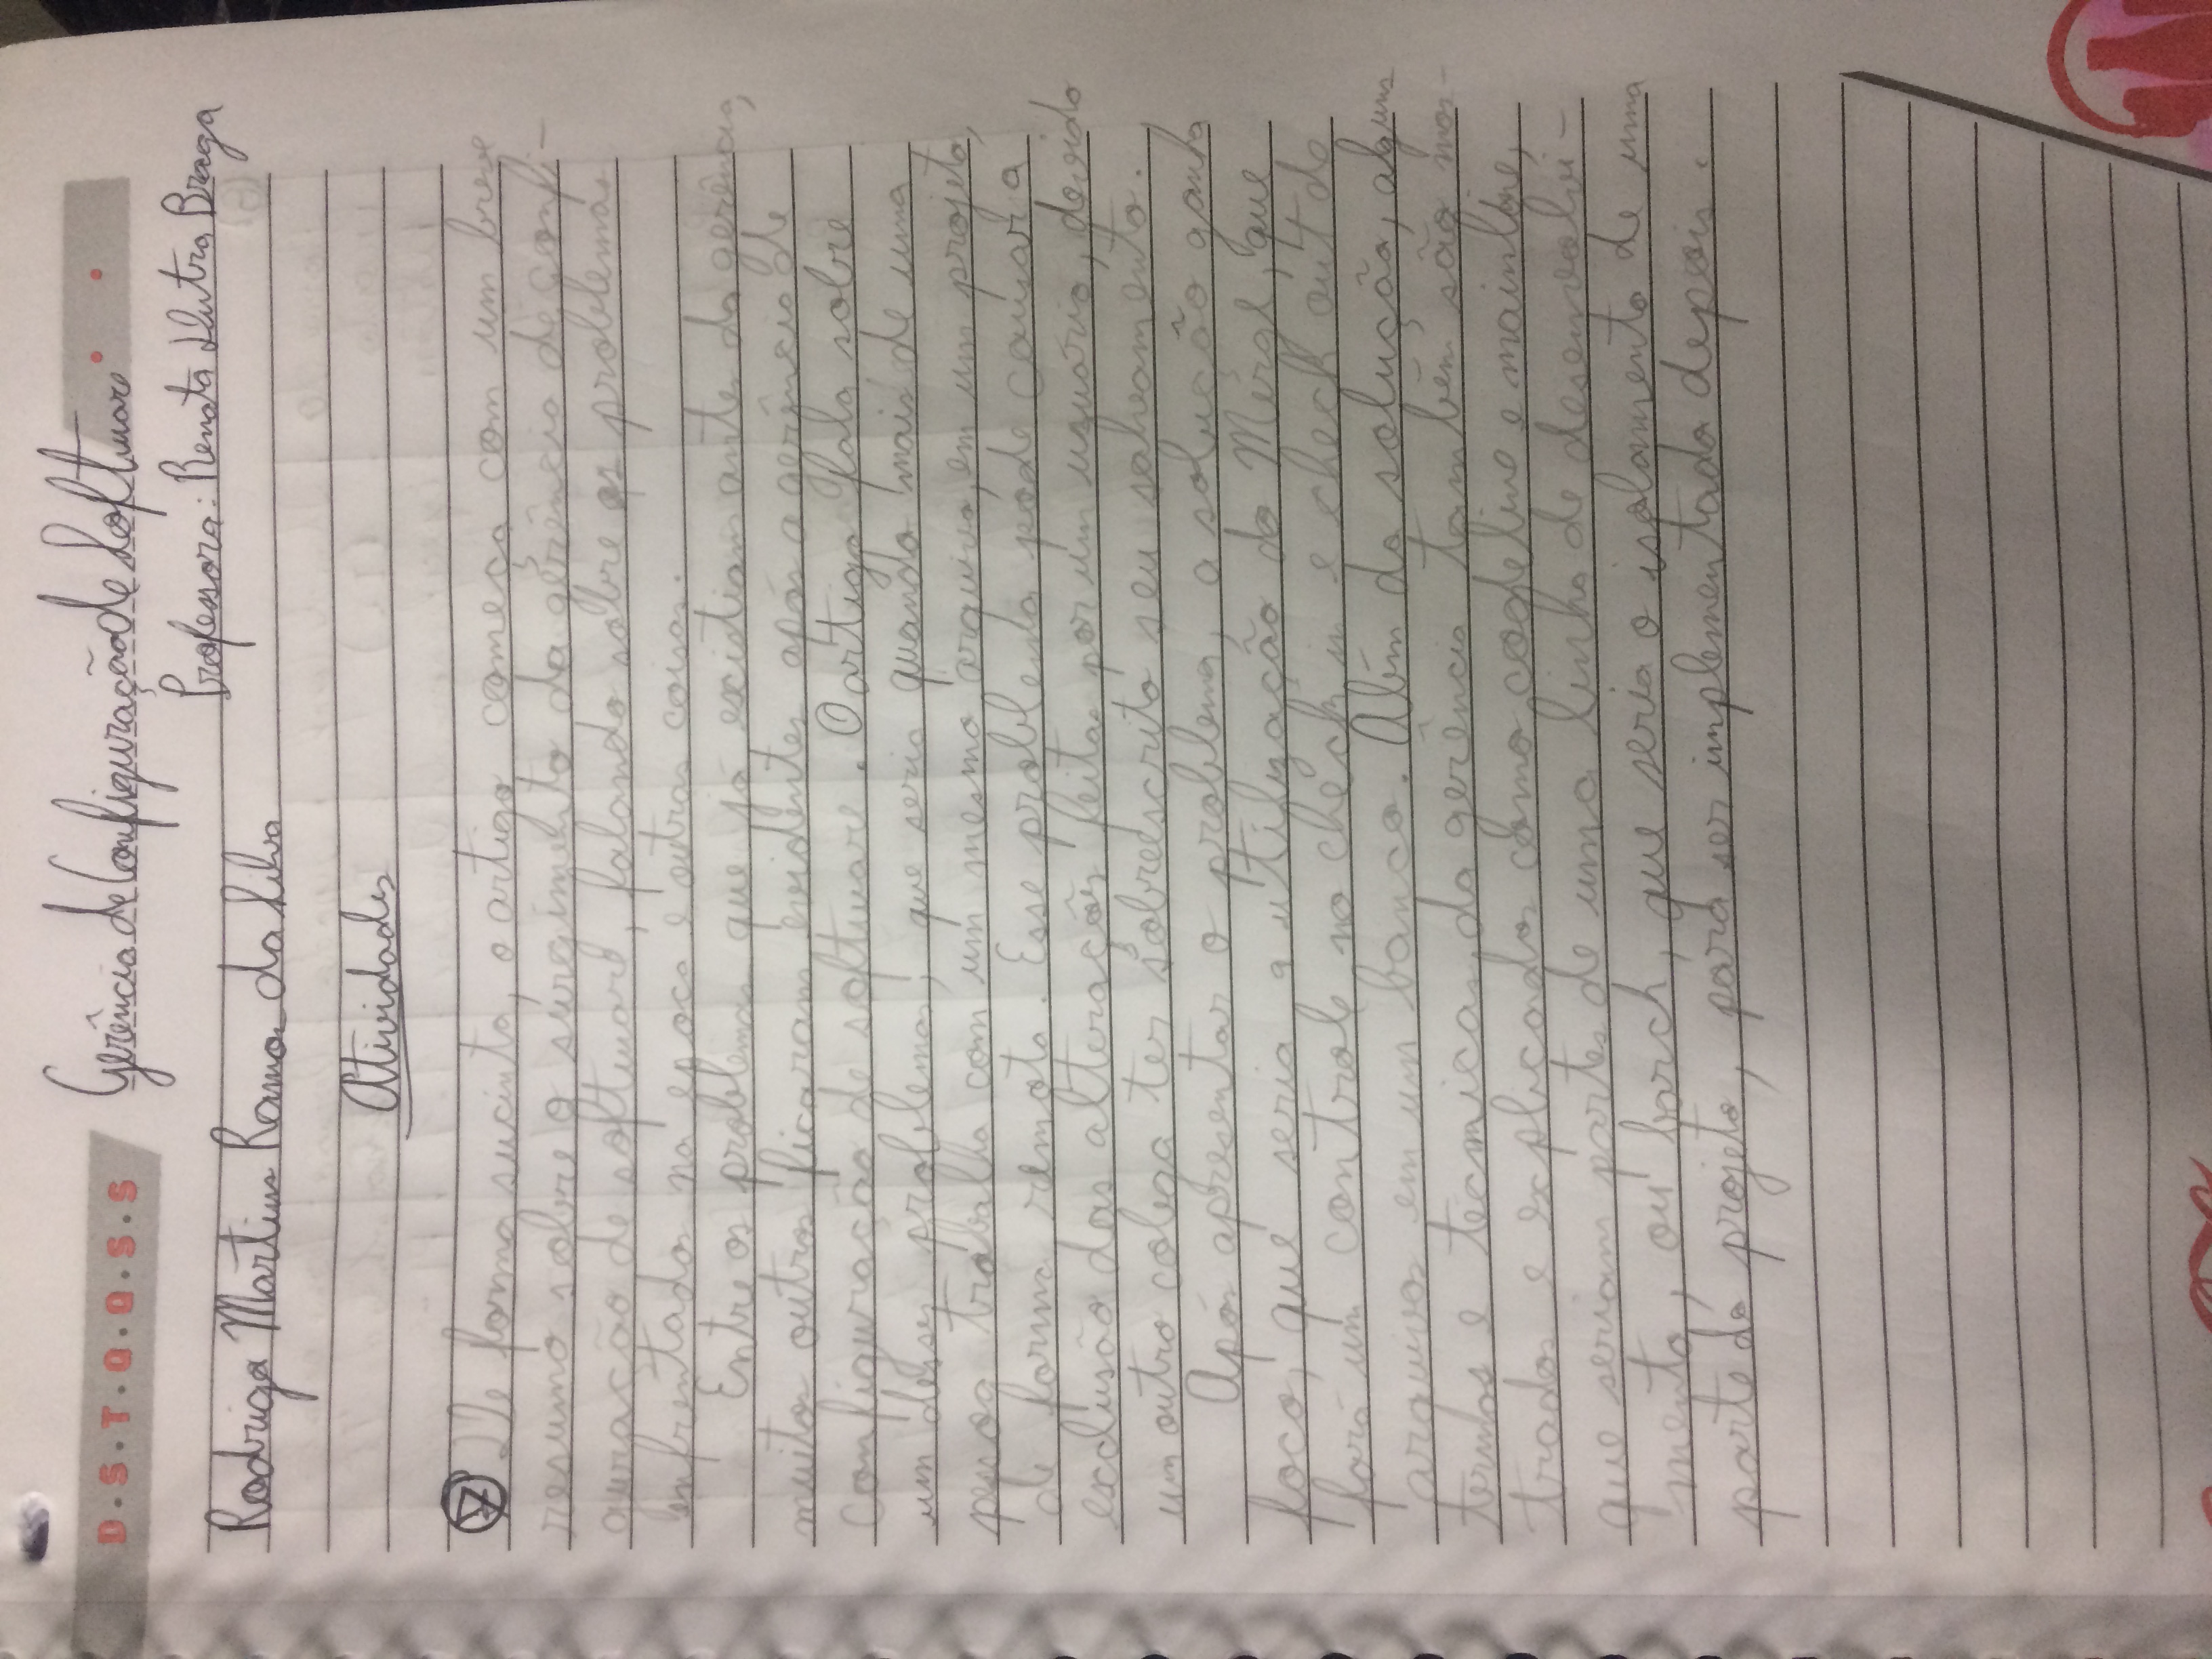 D.S.T.Q.Q.S.S
Gerência de Configuração de Software
Professora: Renata Dutra Braga
Rodrigo Martins Ramos da Silva
Atividades
7 De forma sucinta, o artigo começa com um breve
resumo sobre o surgimento da gerência de confi-
guração de software, falando sobre os problemas
enfrentados na epoca e outras coisas.
Entre os problemas que já existiam antes da gerência,
muitos outros ficaram evidentes após a gerência de
configuração de software. O artigo fala sobre
um desses problemas, que seria quando mais de uma
pessoa trabalha com um mesmo arquivo, em um projeto,
de forma remota. Esse problema pode causar a
exclusão das alterações feitas por um usuário, devido
um outro colega ter sobreescrito seu salvamento.
Após apresentar o problema, a solução ganha
foco, que seria a utilização do Merge, que
fará um controle no check in e check out de
arquivos em um banco. Além da solução, alguns
termos e técnicas da gerência também são mos-
trados e explicados como codeline e mainline,
que seriam partes de uma linha de desenvolvi-
mento, ou barch, que seria o isolamento de uma
parte do projeto, para ser implementada depois.